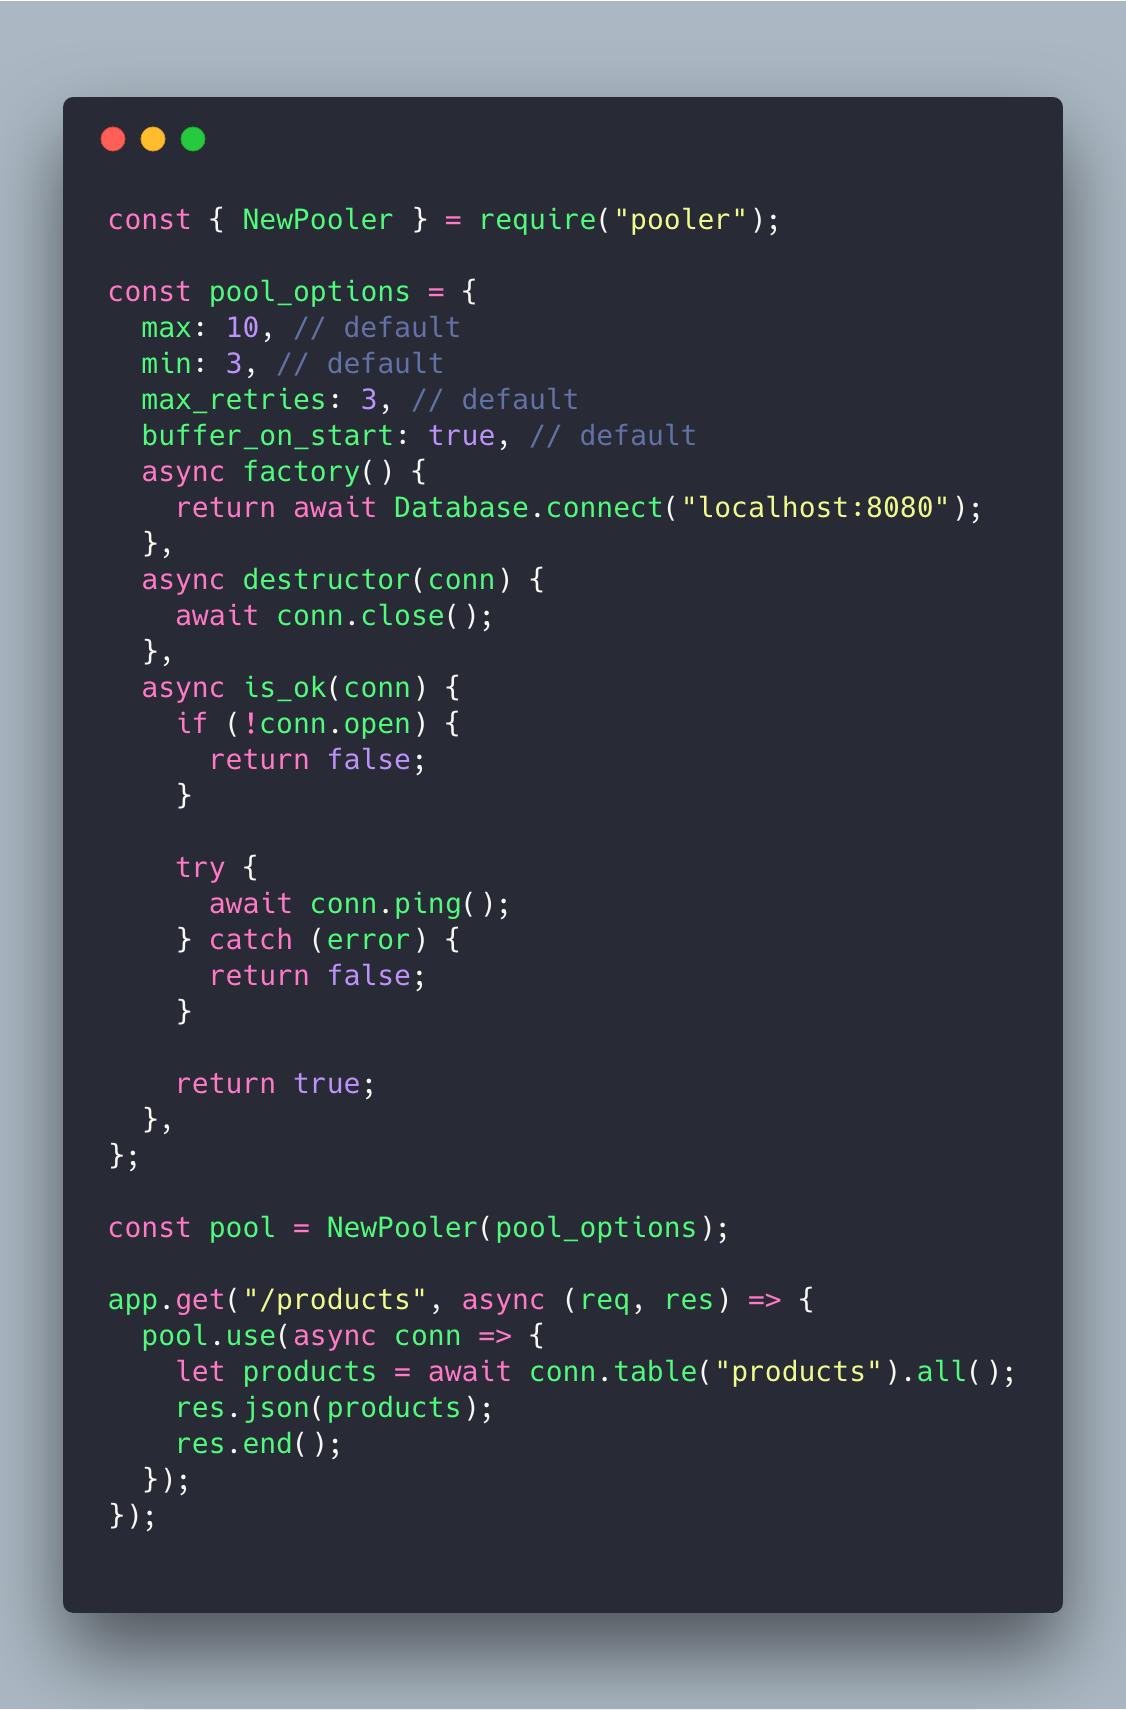 const { NewPooler } = require("pooler");

const pool_options = {
  max: 10, // default
  min: 3, // default
  max_retries: 3, // default
  buffer_on_start: true, // default
  async factory() {
    return await Database.connect("localhost:8080");
  },
  async destructor(conn) {
    await conn.close();
  },
  async is_ok(conn) {
    if (!conn.open) {
      return false;
    }

    try {
      await conn.ping();
    } catch (error) {
      return false;
    }

    return true;
  },
};

const pool = NewPooler(pool_options);

app.get("/products", async (req, res) => {
  pool.use(async conn => {
    let products = await conn.table("products").all();
    res.json(products);
    res.end();
  });
});